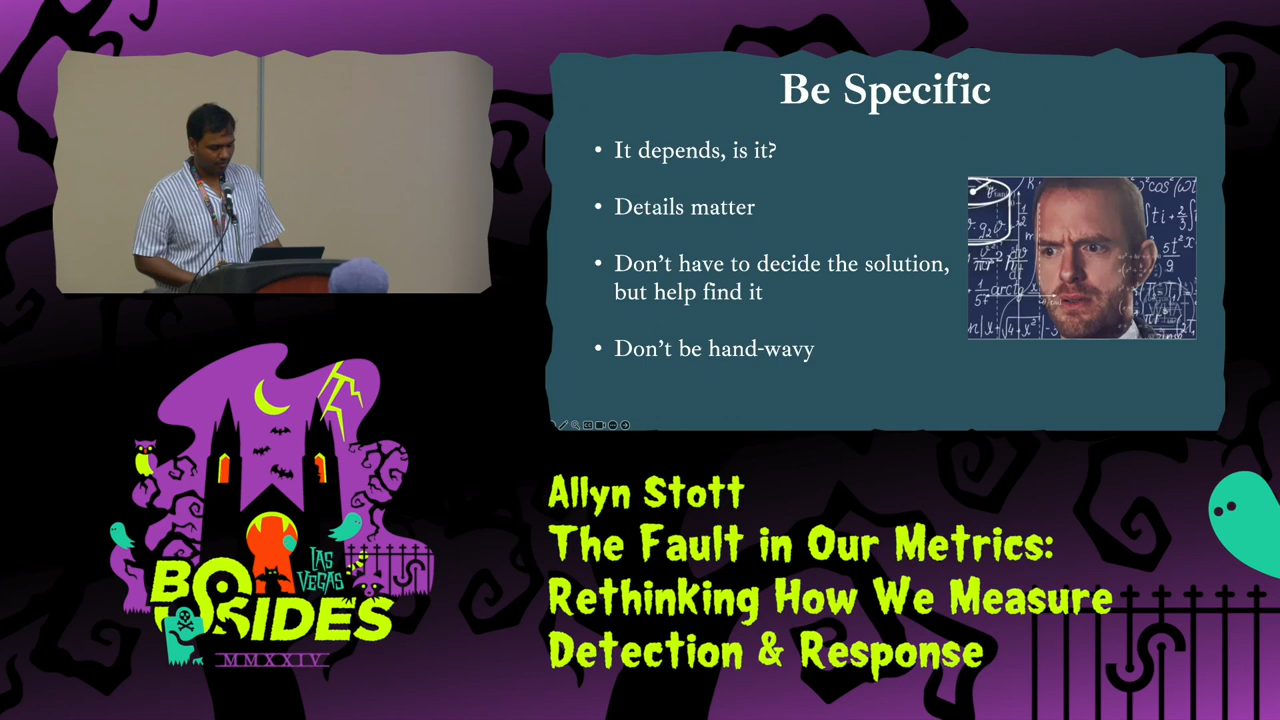 Be Specific
• It depends, is it?
• Details matter
• Don't have to decide the solution,
but help find it
• Don't be hand-wavy
Allyn Stott
The Fault in Our Metrics:
Rethinking How We Measure
Detection & Response
BSIDES
LAS
VEGAS
MMXXIV